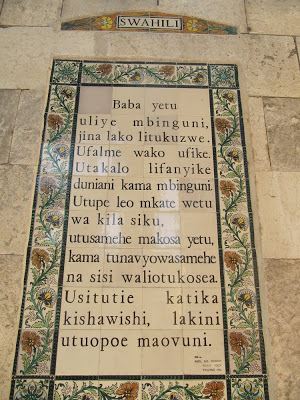 SWAHILI
Baba yetu
uliye mbinguni,
jina lako litukuzwe.
Ufalme wako ufike.
Utakalo lifanyike
duniani kama mbinguni.
Utupe leo mkate wetu
wa kila siku,
utusamehe makosa yetu,
kama tunavyowasamehe
na sisi waliotukosea.
Usitutie katika
kishawishi, lakini
utuopoe maovuni.